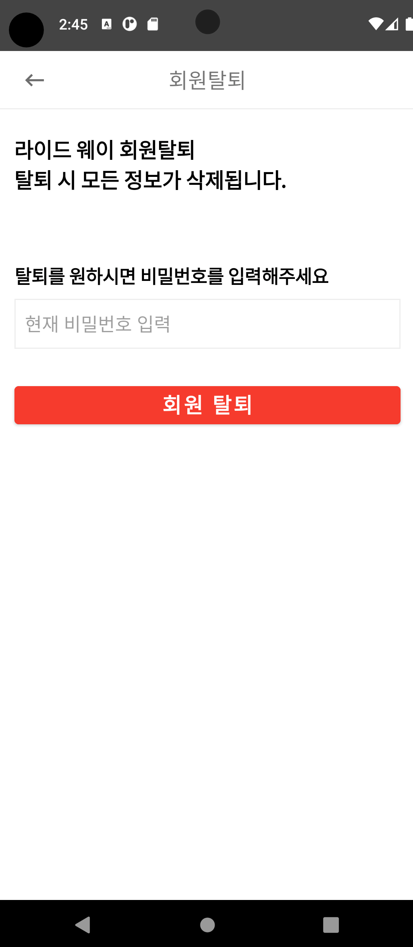 2:45
회원탈퇴
라이드 웨이 회원탈퇴
탈퇴 시 모든 정보가 삭제됩니다.
탈퇴를 원하시면 비밀번호를 입력해주세요
현재 비밀번호 입력
회원 탈퇴